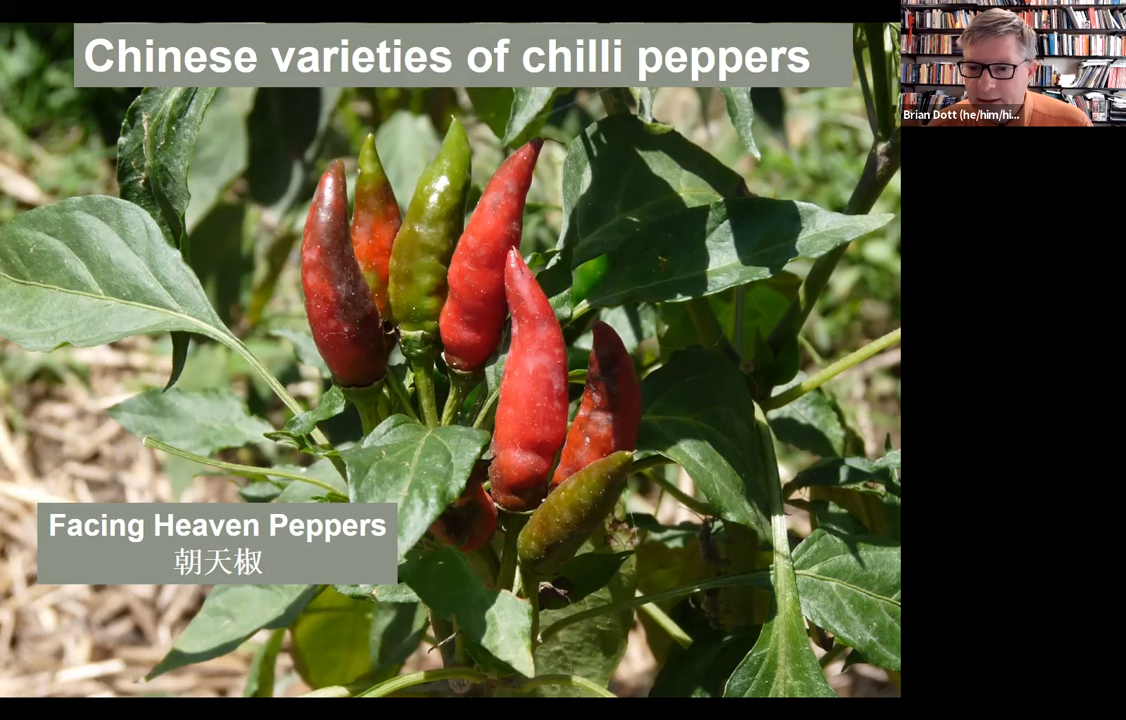 Chinese varieties of chilli peppers
Brian Dott (he/him/hi...
Facing Heaven Peppers
朝天椒